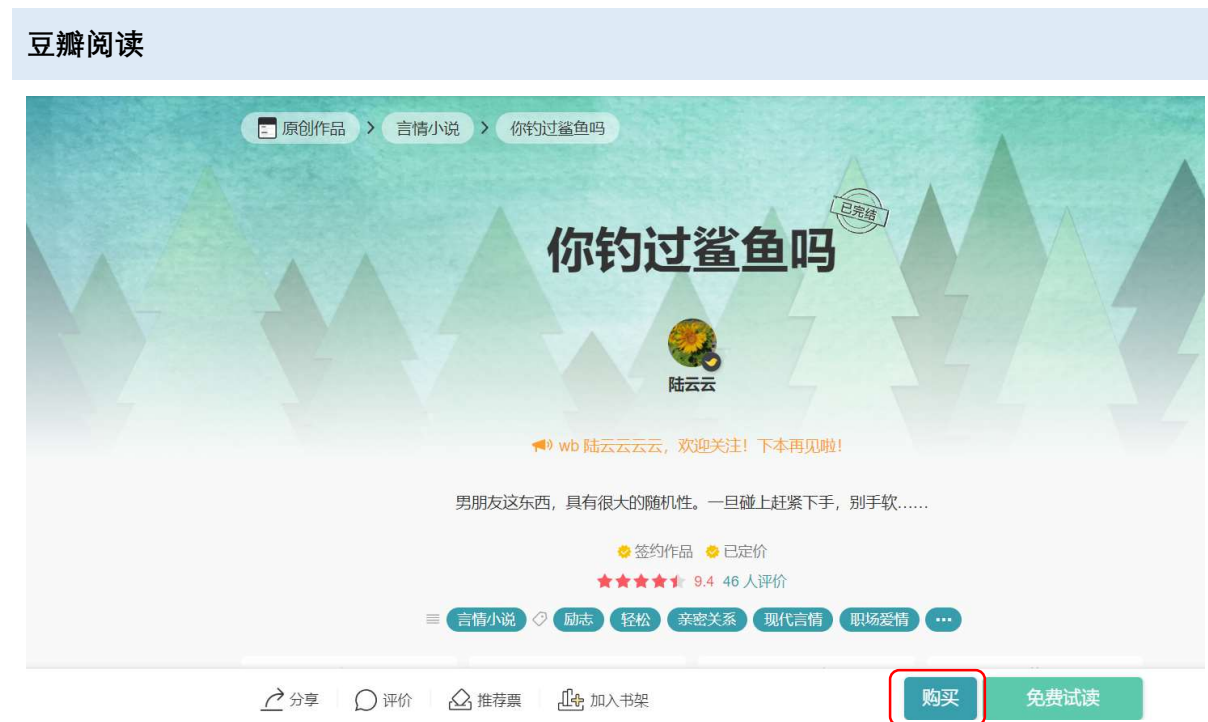 豆瓣阅读
原创作品 > 言情小说 > 你钓过鲨鱼吗
已完结
你钓过鲨鱼吗
陆云云
wb 陆云云云云，欢迎关注！下本再见啦！
男朋友这东西，具有很大的随机性。一旦碰上赶紧下手，别手软……
签约作品 已定价
9.4 46 人评价
言情小说 励志 轻松 亲密关系 现代言情 职场爱情 ···
分享 评价 推荐票 加入书架 购买 免费试读